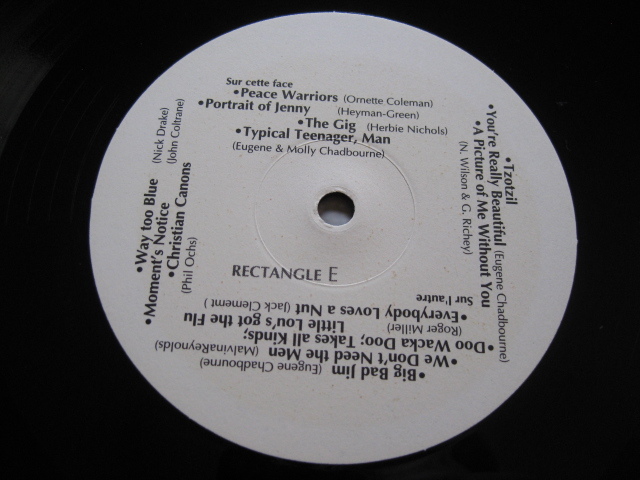 Sur cette face
•Peace Warriors (Ornette Coleman)
•Portrait of Jenny (Heyman-Green)
•The Gig (Herbie Nichols)
•Typical Teenager, Man
(Eugene & Molly Chadbourne)
•Tzotzil
•You're Really Beautiful (Eugene Chadbourne)
•A Picture of Me Without You
(N. Wilson & G. Richey)
Sur l'autre
•Everybody Loves a Nut (Jack Clememt )
(Roger Miller) Little Lou's got the Flu
•Doo Wacka Doo; Takes all Kinds;
•We Don't Need the Men (MalvinaReynolds)
•Big Bad Jim (Eugene Chadbourne)
•Way too Blue (Nick Drake)
•Moment's Notice (John Coltrane)
•Christian Canons
(Phil Ochs)
RECTANGLE E